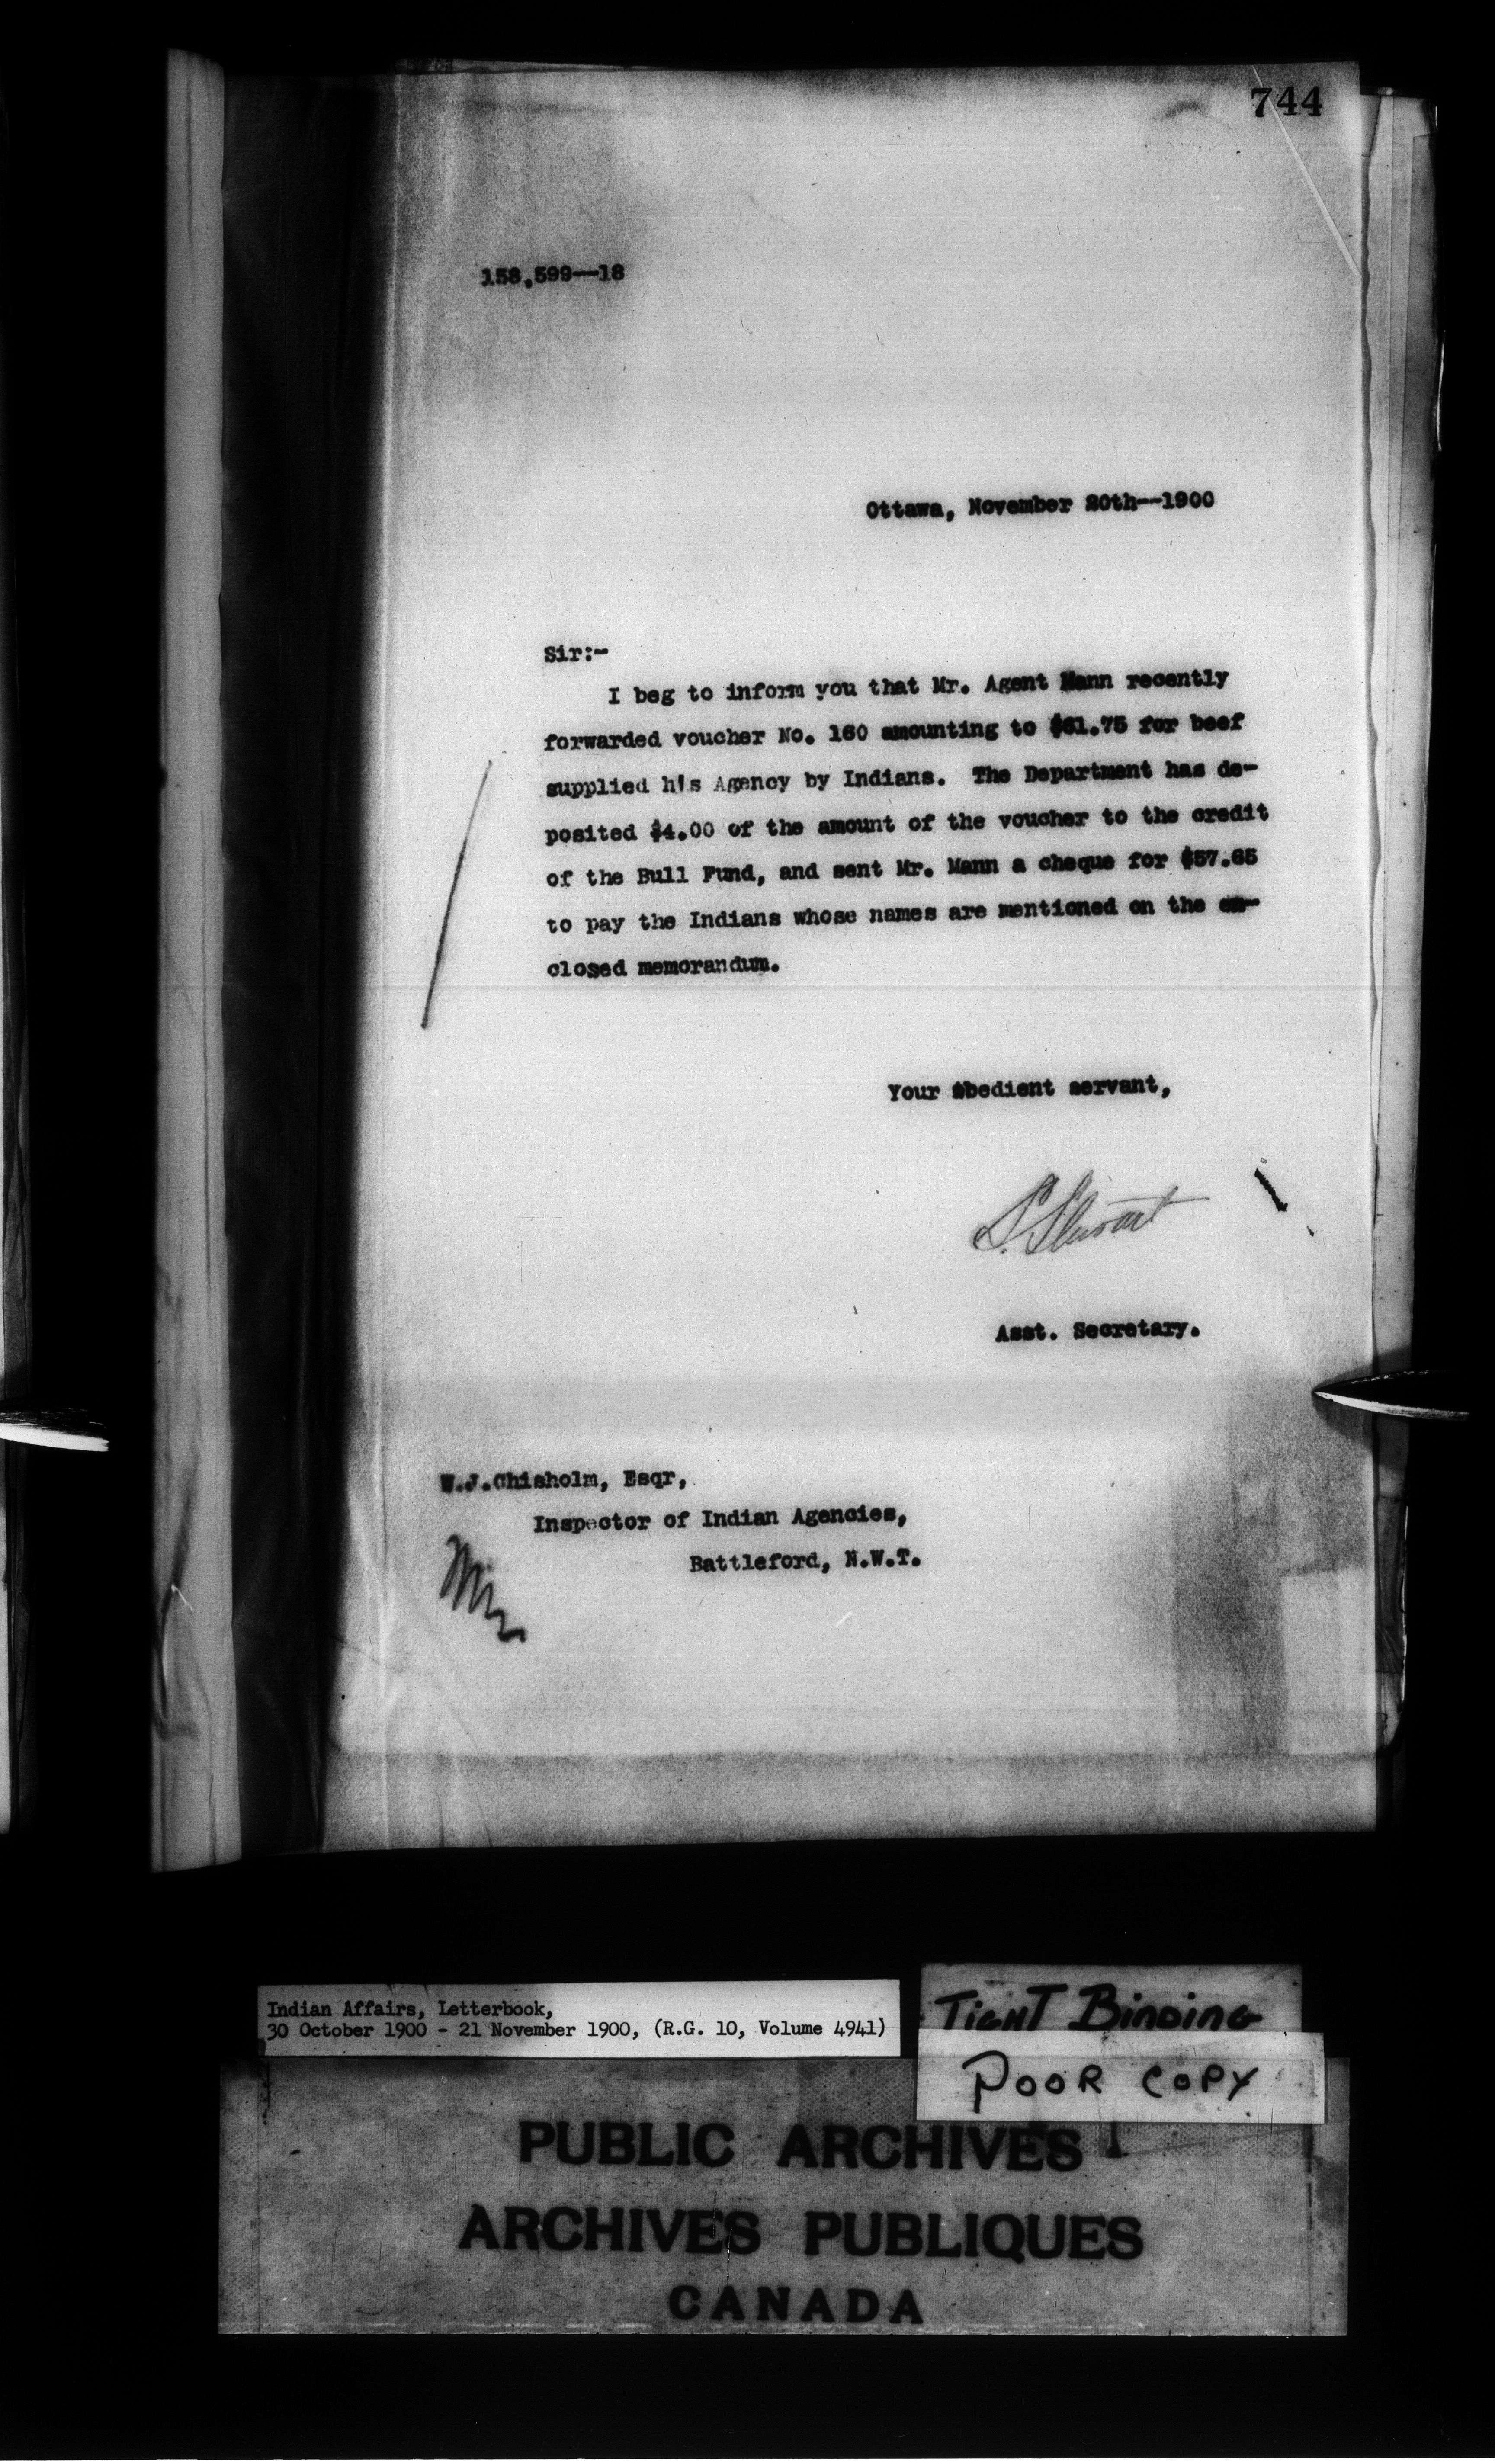 744
158,599--18
Ottawa, November 20th--1900
Sir:-
I beg to inform you that Mr. Agent Mann recently
forwarded voucher No. 160 amounting to $61.75 for beef
supplied his Agency by Indians. The Department has de-
posited $4.00 of the amount of the voucher to the credit
of the Bull Fund, and sent Mr. Mann a cheque for $57.65
to pay the Indians whose names are mentioned on the en-
closed memorandum.
Your obedient servant,
S. Stewart
Asst. Secretary.
W.J.Chisholm, Esqr,
Inspector of Indian Agencies,
Battleford, N.W.T.
Indian Affairs, Letterbook,
30 October 1900 - 21 November 1900, (R.G. 10, Volume 4941)
TIGHT BINDING
POOR COPY
PUBLIC ARCHIVES
ARCHIVES PUBLIQUES
CANADA